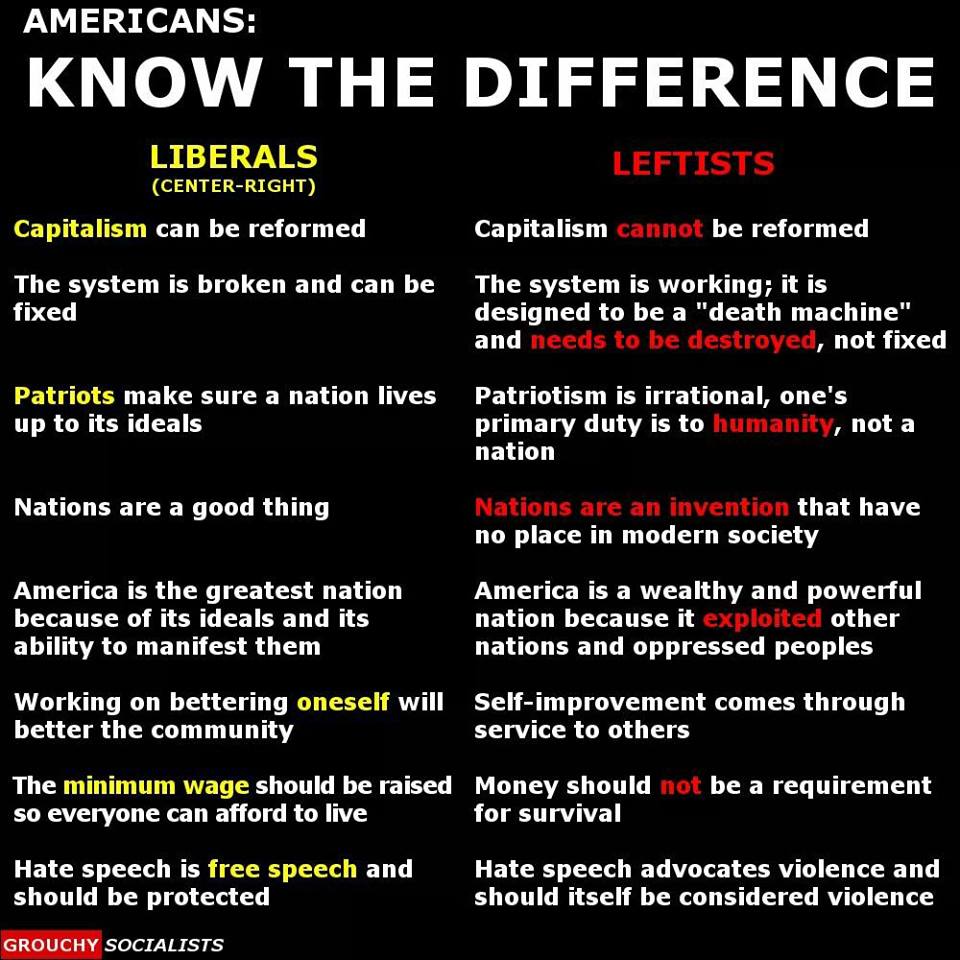 AMERICANS:
KNOW THE DIFFERENCE
LIBERALS
(CENTER-RIGHT)
Capitalism can be reformed
The system is broken and can be
fixed
Patriots make sure a nation lives
up to its ideals
Nations are a good thing
America is the greatest nation
because of its ideals and its
ability to manifest them
Working on bettering oneself will
better the community
The minimum wage should be raised
so everyone can afford to live
Hate speech is free speech and
should be protected
LEFTISTS
Capitalism cannot be reformed
The system is working; it is
designed to be a "death machine"
and needs to be destroyed, not fixed
Patriotism is irrational, one's
primary duty is to humanity, not a
nation
Nations are an invention that have
no place in modern society
America is a wealthy and powerful
nation because it exploited other
nations and oppressed peoples
Self-improvement comes through
service to others
Money should not be a requirement
for survival
Hate speech advocates violence and
should itself be considered violence
GROUCHY SOCIALISTS